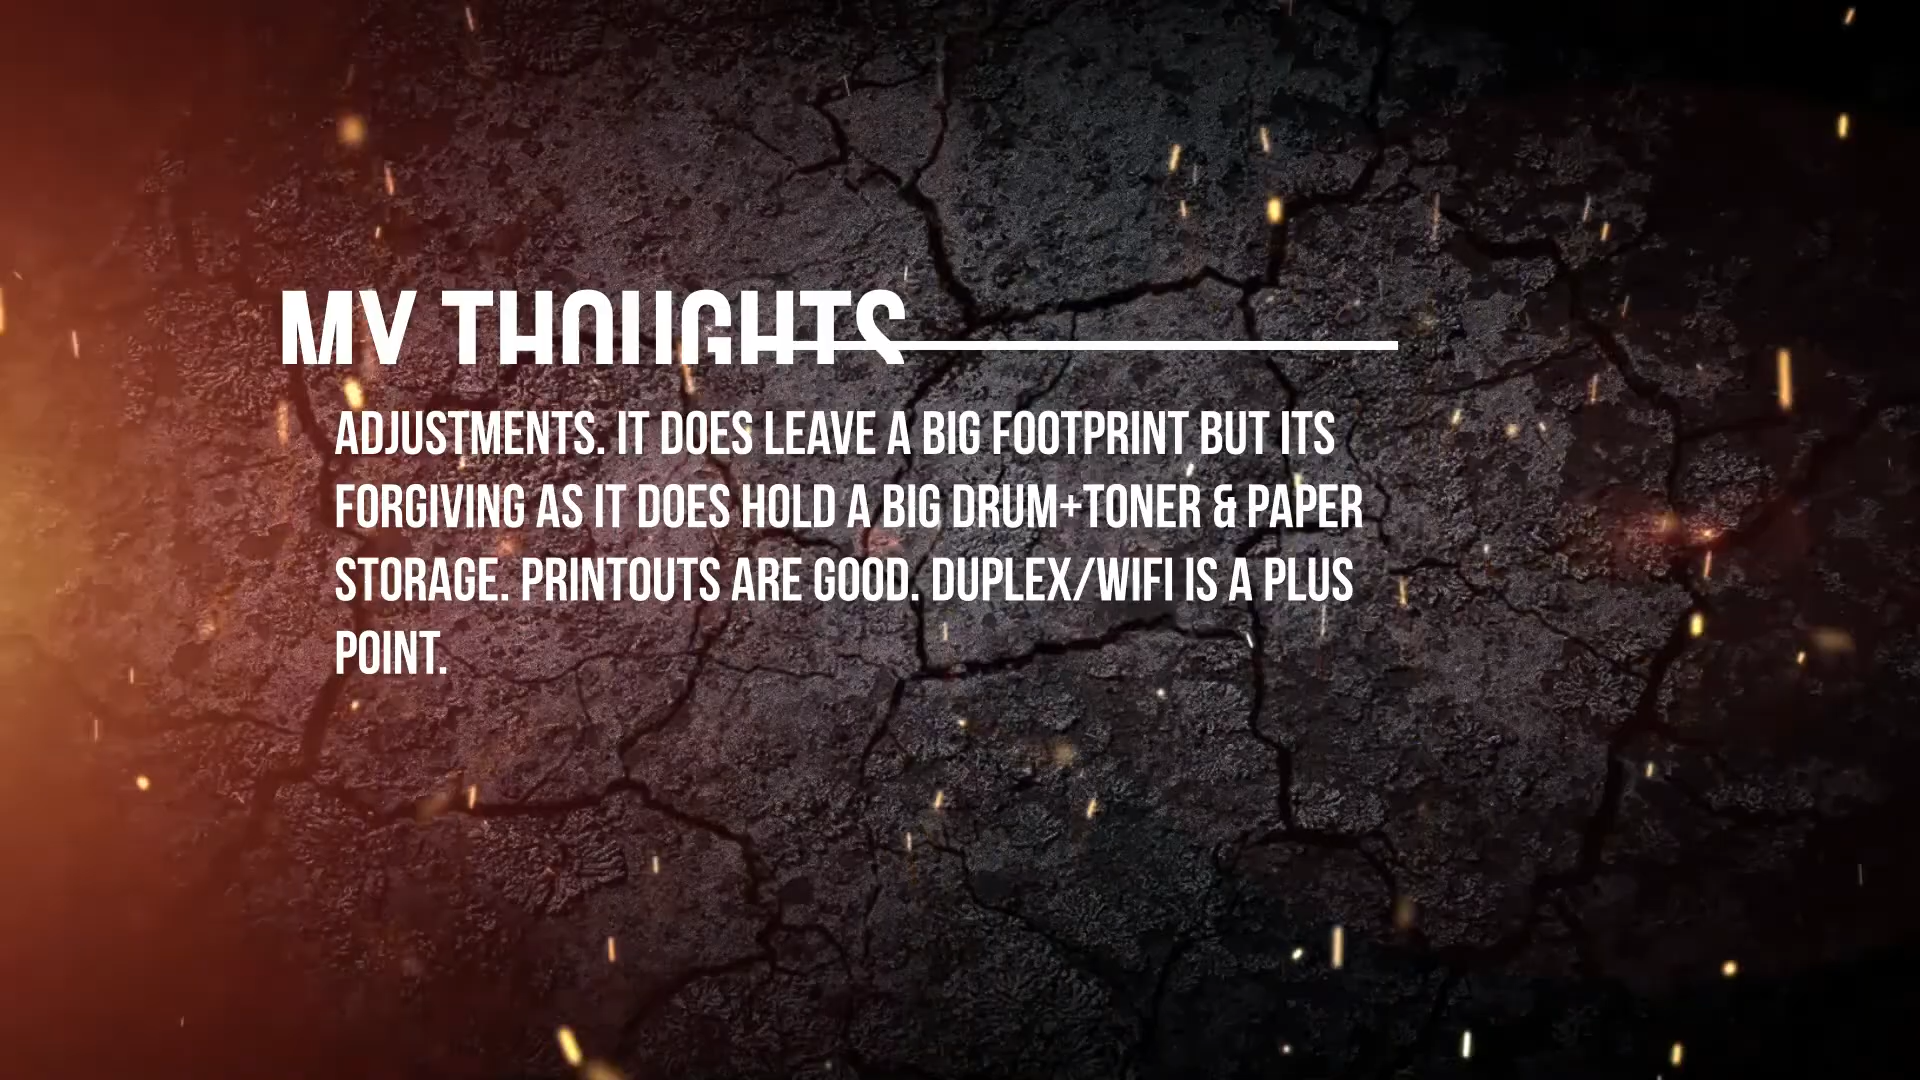 MY THOUGHTS
ADJUSTMENTS. IT DOES LEAVE A BIG FOOTPRINT BUT ITS
FORGIVING AS IT DOES HOLD A BIG DRUM+TONER & PAPER
STORAGE. PRINTOUTS ARE GOOD. DUPLEX/WIFI IS A PLUS
POINT.